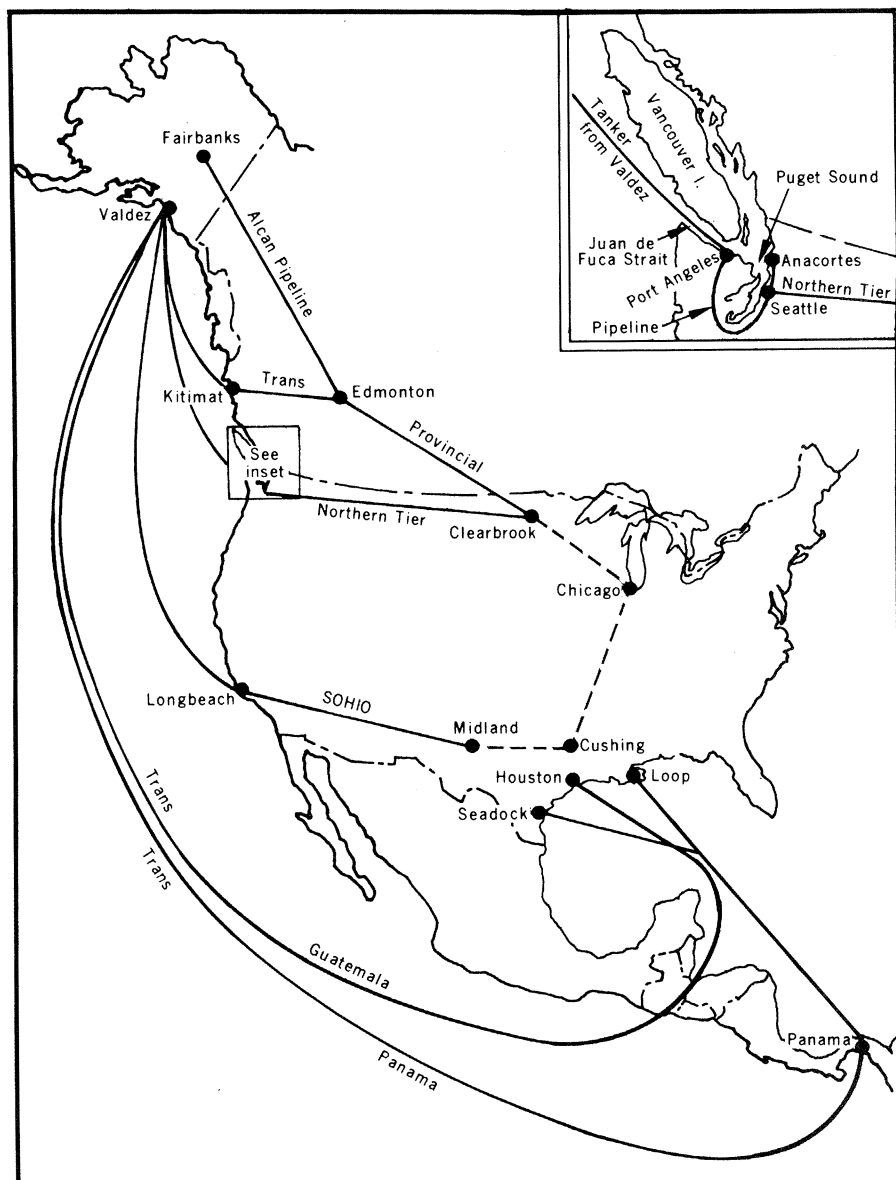 Fairbanks
Valdez
Alcan Pipeline
Kitimat
Trans
Edmonton
Provincial
See
inset
Northern Tier
Clearbrook
Chicago
Longbeach
SOHIO
Midland
Cushing
Houston
Loop
Seadock
Trans
Trans
Guatemala
Panama
Panama
Tanker
from Valdez
Vancouver I.
Puget Sound
Juan de
Fuca Strait
Port Angeles
Anacortes
Northern Tier
Seattle
Pipeline